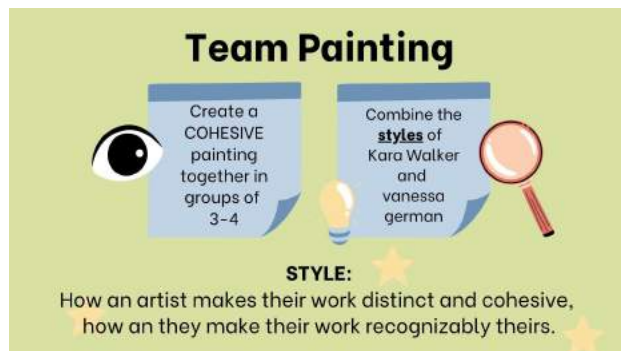 Team Painting
Create a
COHESIVE
painting
together in
groups of
3-4
Combine the
styles of
Kara Walker
and
vanessa
german
STYLE:
How an artist makes their work distinct and cohesive,
how an they make their work recognizably theirs.